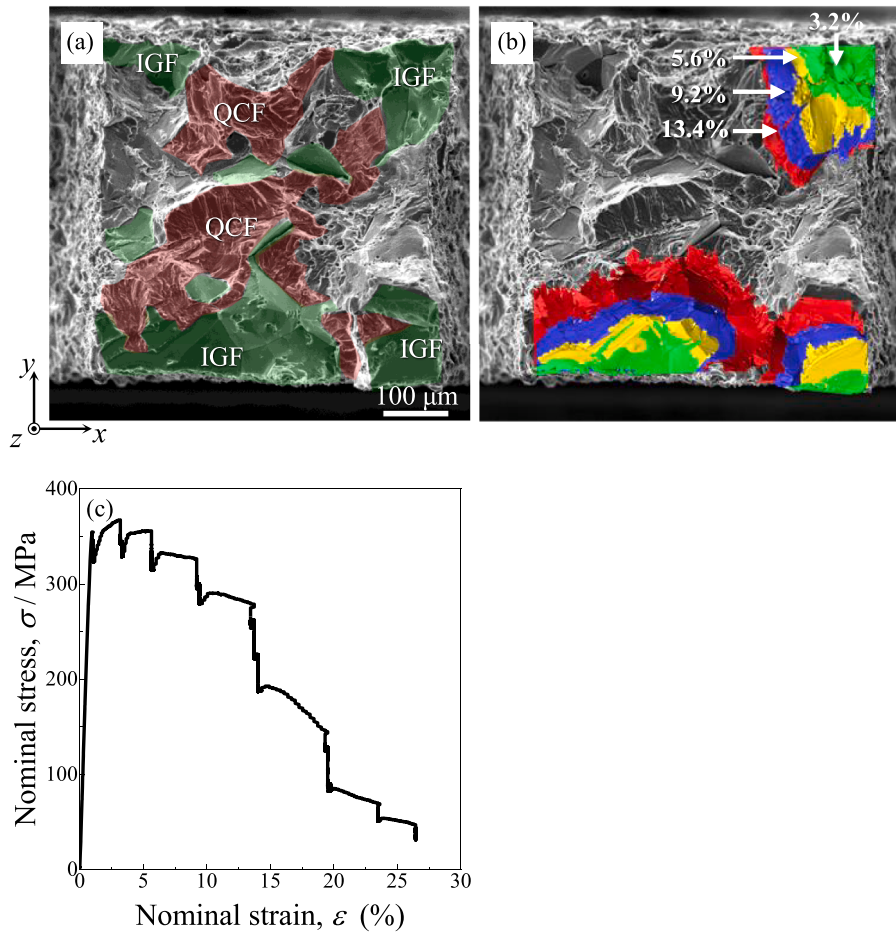 (a)
IGF
IGF
QCF
QCF
IGF
IGF
100 μm
y
z
x
(b)
3.2%
5.6%
9.2%
13.4%
(c)
Nominal stress, σ / MPa
400
300
200
100
0
0
5
10
15
20
25
30
Nominal strain, ε (%)